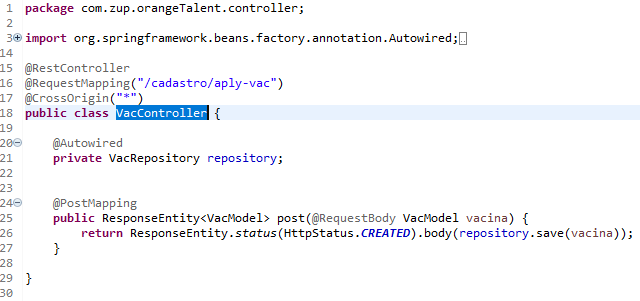 1 package com.zup.orangeTalent.controller;
2
3 import org.springframework.beans.factory.annotation.Autowired;
14
15 @RestController
16 @RequestMapping("/cadastro/aply-vac")
17 @CrossOrigin("*")
18 public class VacController {
19
20 @Autowired
21 private VacRepository repository;
22
23
24 @PostMapping
25 public ResponseEntity<VacModel> post(@RequestBody VacModel vacina) {
26 return ResponseEntity.status(HttpStatus.CREATED).body(repository.save(vacina));
27 }
28
29 }
30